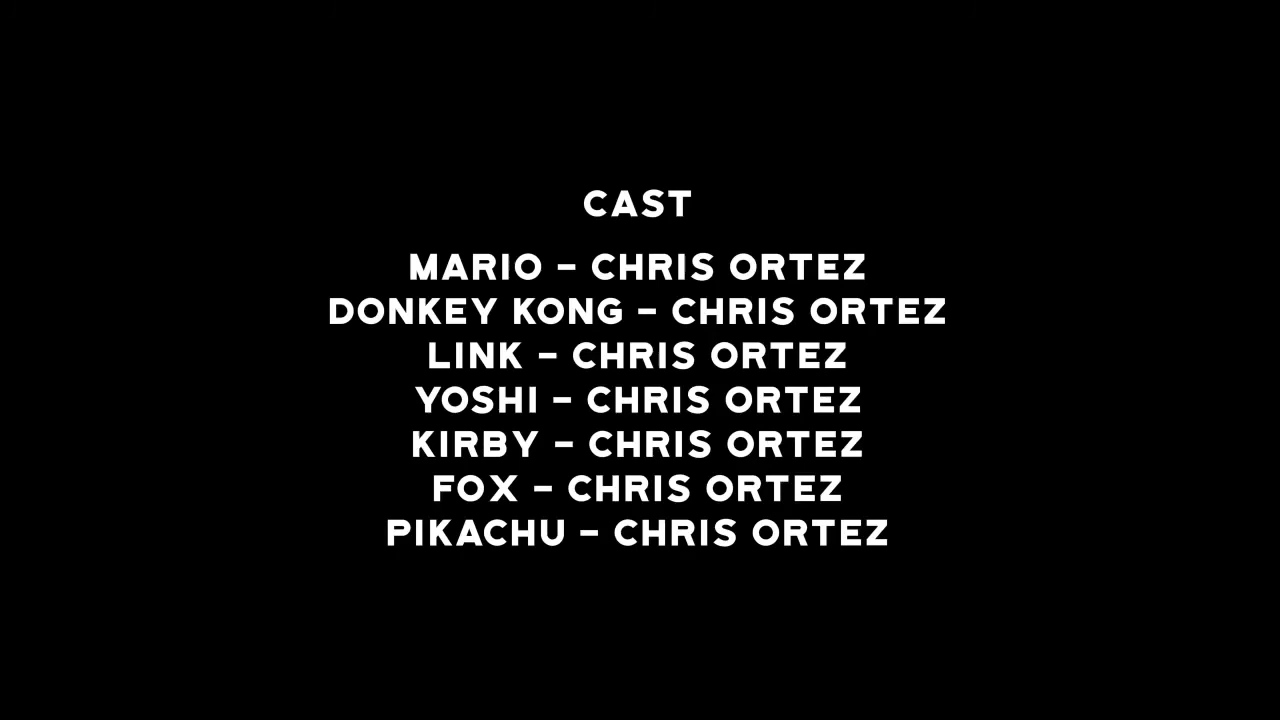 CAST
MARIO – CHRIS ORTEZ
DONKEY KONG – CHRIS ORTEZ
LINK – CHRIS ORTEZ
YOSHI – CHRIS ORTEZ
KIRBY – CHRIS ORTEZ
FOX – CHRIS ORTEZ
PIKACHU – CHRIS ORTEZ